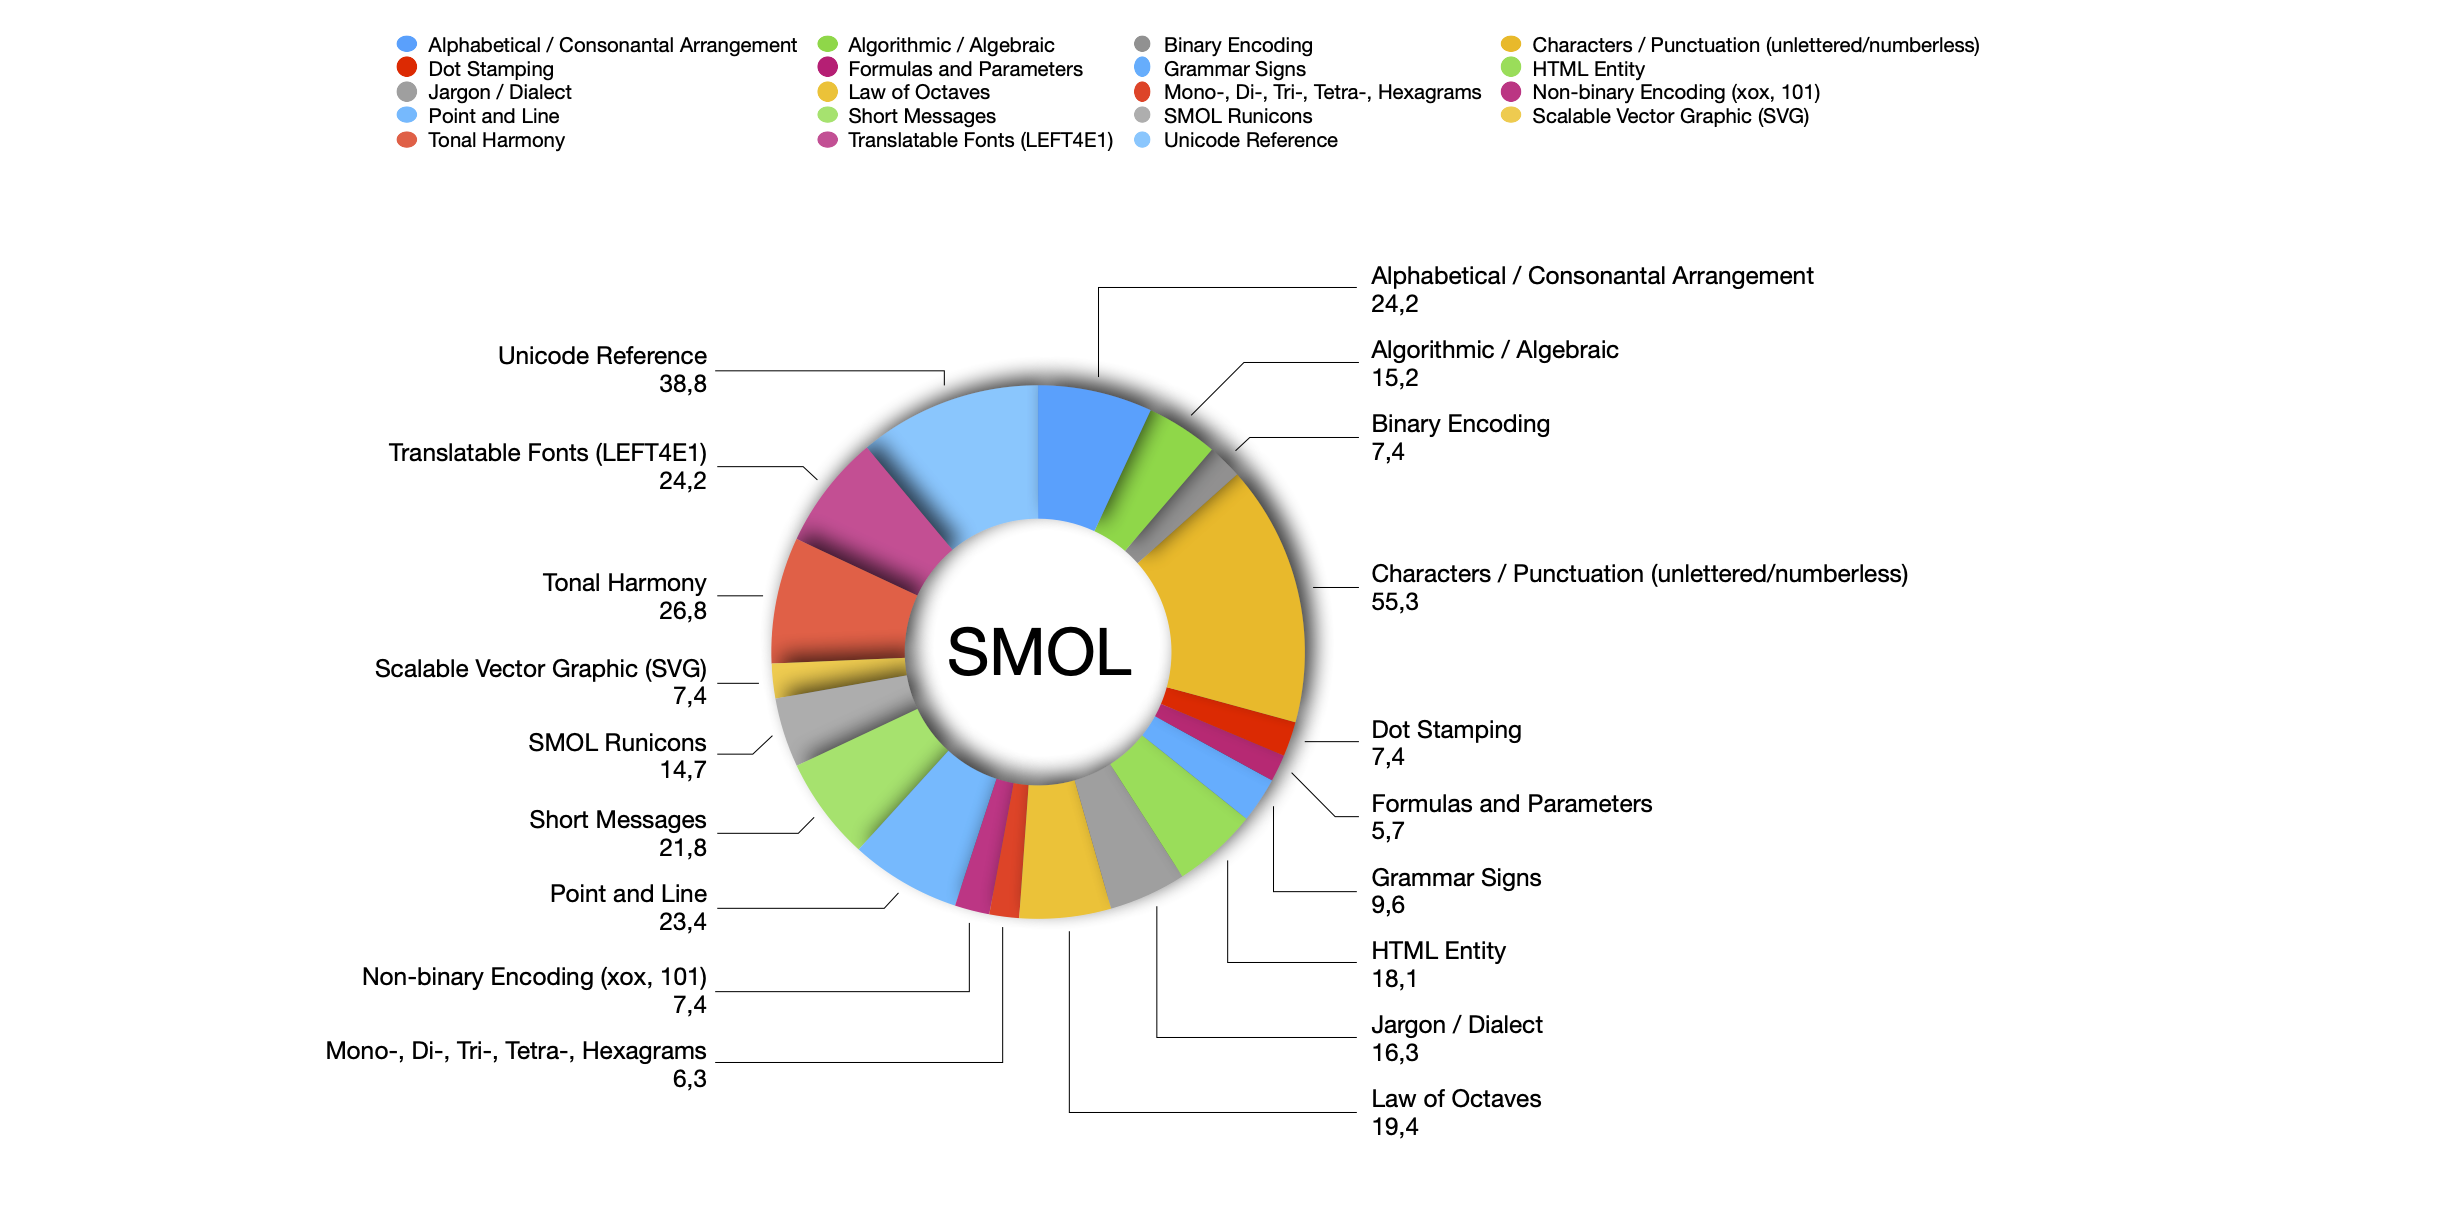 Alphabetical / Consonantal Arrangement
Algorithmic / Algebraic
Binary Encoding
Characters / Punctuation (unlettered/numberless)
Dot Stamping
Formulas and Parameters
Grammar Signs
HTML Entity
Jargon / Dialect
Law of Octaves
Mono-, Di-, Tri-, Tetra-, Hexagrams
Non-binary Encoding (xox, 101)
Point and Line
Short Messages
SMOL Runicons
Scalable Vector Graphic (SVG)
Tonal Harmony
Translatable Fonts (LEFT4E1)
Unicode Reference
Alphabetical / Consonantal Arrangement
24,2
Algorithmic / Algebraic
15,2
Binary Encoding
7,4
Characters / Punctuation (unlettered/numberless)
55,3
Dot Stamping
7,4
Formulas and Parameters
5,7
Grammar Signs
9,6
HTML Entity
18,1
Jargon / Dialect
16,3
Law of Octaves
19,4
Unicode Reference
38,8
Translatable Fonts (LEFT4E1)
24,2
Tonal Harmony
26,8
Scalable Vector Graphic (SVG)
7,4
SMOL Runicons
14,7
Short Messages
21,8
Point and Line
23,4
Non-binary Encoding (xox, 101)
7,4
Mono-, Di-, Tri-, Tetra-, Hexagrams
6,3
SMOL